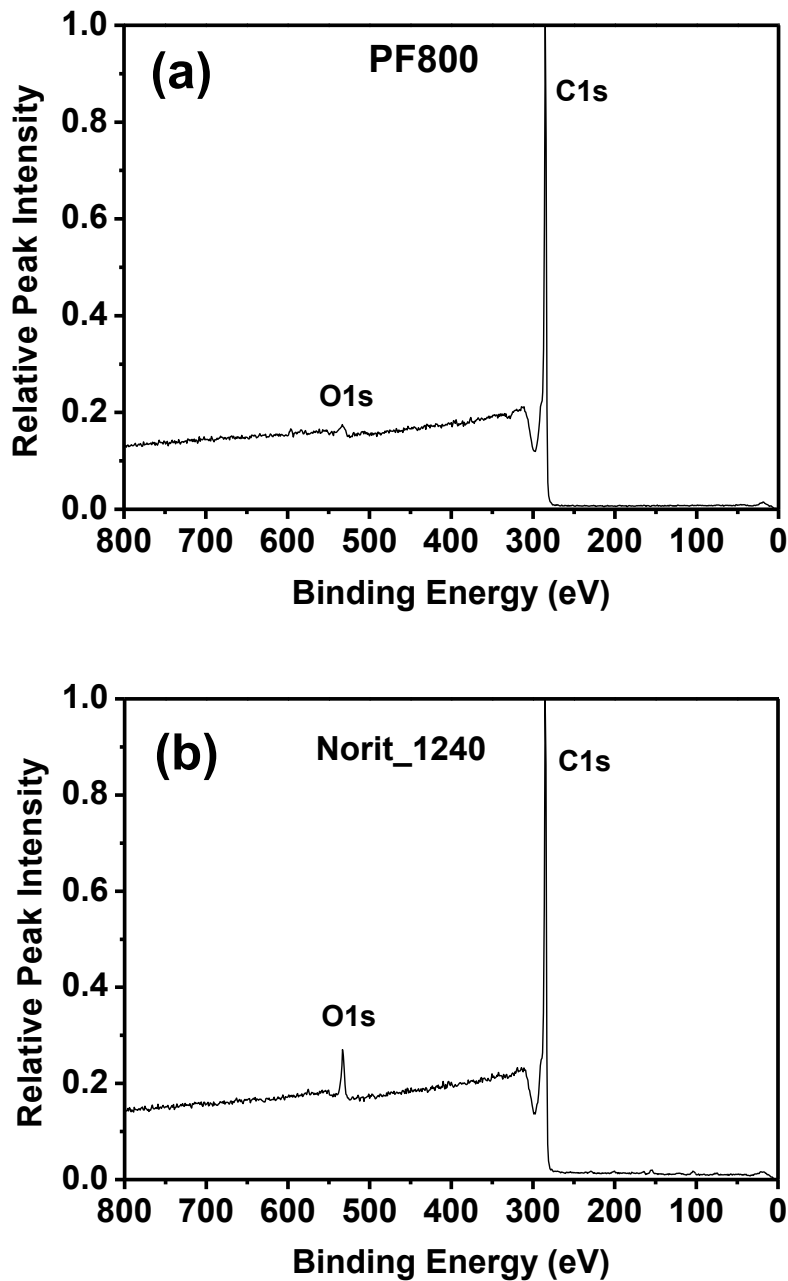 (a)
PF800
C1s
O1s
Relative Peak Intensity
1.0
0.8
0.6
0.4
0.2
0.0
800 700 600 500 400 300 200 100 0
Binding Energy (eV)
(b)
Norit_1240
C1s
O1s
Relative Peak Intensity
1.0
0.8
0.6
0.4
0.2
0.0
800 700 600 500 400 300 200 100 0
Binding Energy (eV)